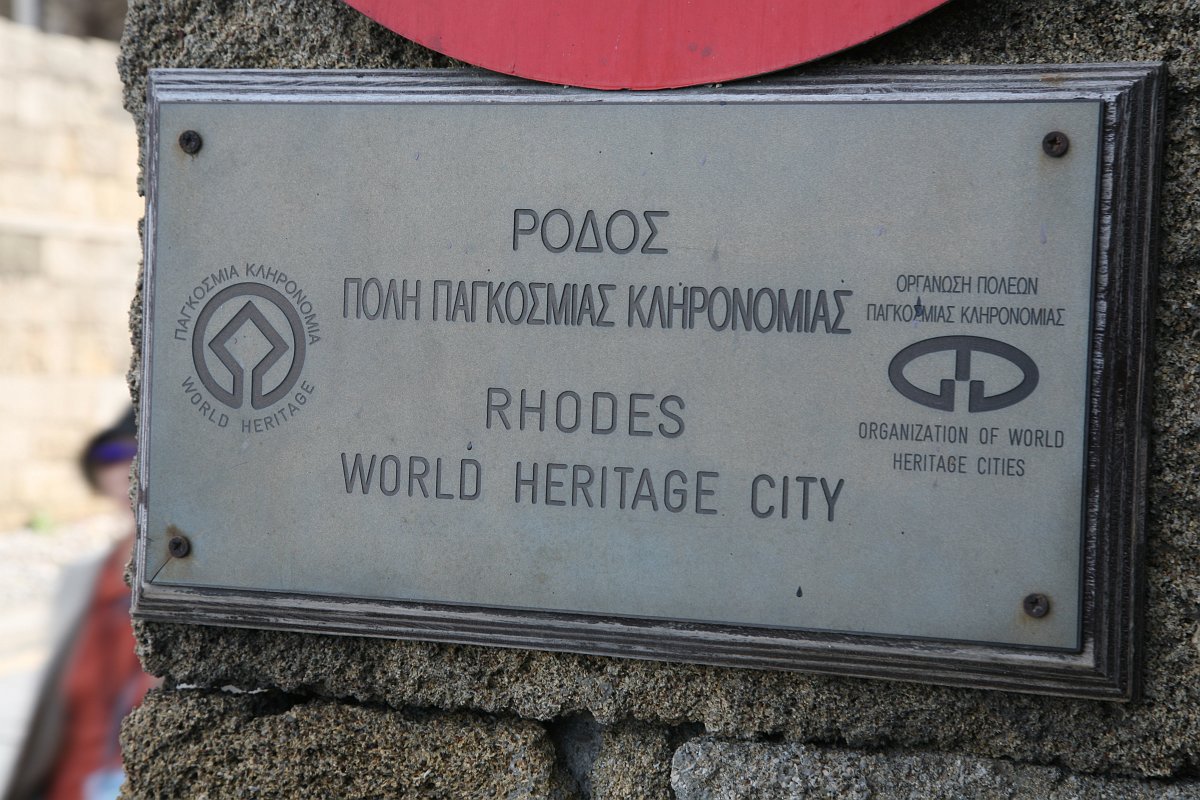 ΡΟΔΟΣ
ΠΟΛΗ ΠΑΓΚΟΣΜΙΑΣ ΚΛΗΡΟΝΟΜΙΑΣ
RHODES
WORLD HERITAGE CITY
ΠΑΓΚΟΣΜΙΑ ΚΛΗΡΟΝΟΜΙΑ
WORLD HERITAGE
ΟΡΓΑΝΩΣΗ ΠΟΛΕΩΝ
ΠΑΓΚΟΣΜΙΑΣ ΚΛΗΡΟΝΟΜΙΑΣ
ORGANIZATION OF WORLD
HERITAGE CITIES